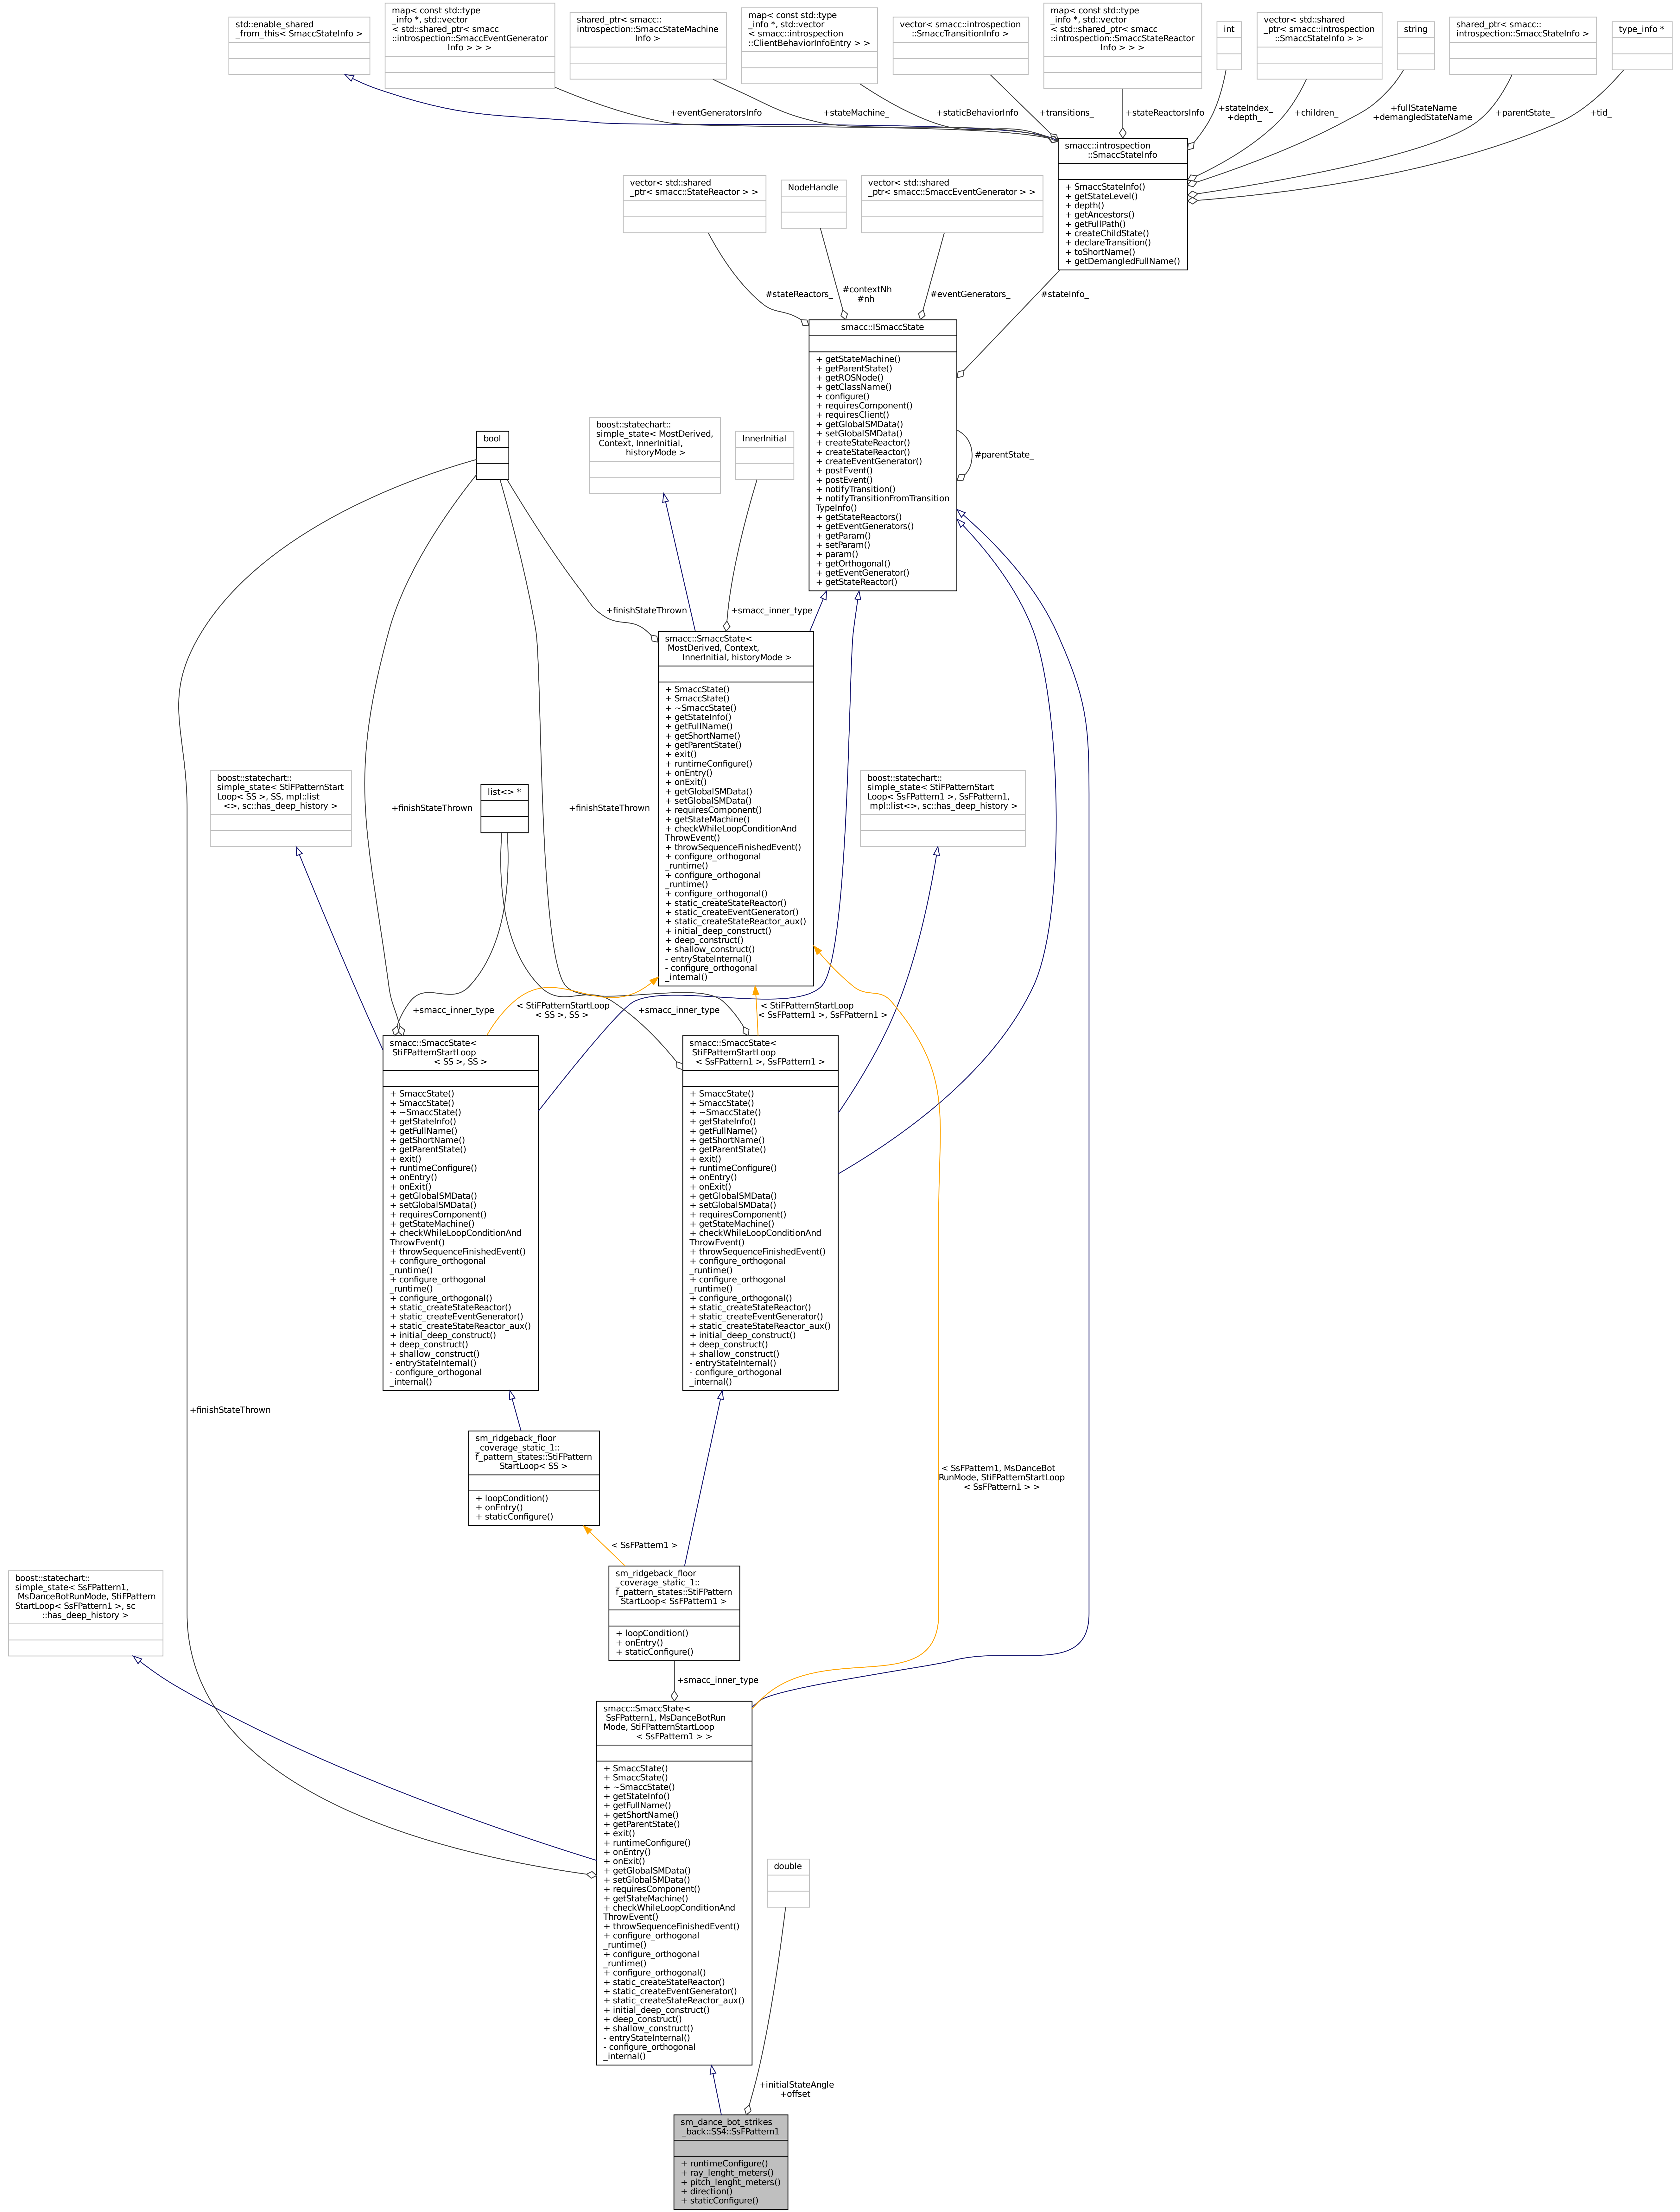 std::enable_shared
_from_this< SmaccStateInfo >
map< const std::type
_info *, std::vector
< std::shared_ptr< smacc
::introspection::SmaccEventGenerator
Info > > >
shared_ptr< smacc::
introspection::SmaccStateMachine
Info >
map< const std::type
_info *, std::vector
< smacc::introspection
::ClientBehaviorInfoEntry > >
vector< smacc::introspection
::SmaccTransitionInfo >
map< const std::type
_info *, std::vector
< std::shared_ptr< smacc
::introspection::SmaccStateReactor
Info > > >
int
vector< std::shared
_ptr< smacc::introspection
::SmaccStateInfo > >
string
shared_ptr< smacc::
introspection::SmaccStateInfo >
type_info *
+eventGeneratorsInfo
+stateMachine_
+staticBehaviorInfo
+transitions_
+stateReactorsInfo
+stateIndex_
+depth_
+children_
+fullStateName
+demangledStateName
+parentState_
+tid_
smacc::introspection
::SmaccStateInfo
+ SmaccStateInfo()
+ getStateLevel()
+ depth()
+ getAncestors()
+ getFullPath()
+ createChildState()
+ declareTransition()
+ toShortName()
+ getDemangledFullName()
vector< std::shared
_ptr< smacc::StateReactor > >
NodeHandle
vector< std::shared
_ptr< smacc::SmaccEventGenerator > >
#stateReactors_
#contextNh
#nh
#eventGenerators_
#stateInfo_
smacc::ISmaccState
+ getStateMachine()
+ getParentState()
+ getROSNode()
+ getClassName()
+ configure()
+ requiresComponent()
+ requiresClient()
+ getGlobalSMData()
+ setGlobalSMData()
+ createStateReactor()
+ createStateReactor()
+ createEventGenerator()
+ postEvent()
+ postEvent()
+ notifyTransition()
+ notifyTransitionFromTransition
TypeInfo()
+ getStateReactors()
+ getEventGenerators()
+ getParam()
+ setParam()
+ param()
+ getOrthogonal()
+ getEventGenerator()
+ getStateReactor()
#parentState_
bool
boost::statechart::
simple_state< MostDerived,
Context, InnerInitial,
historyMode >
InnerInitial
+finishStateThrown
+smacc_inner_type
smacc::SmaccState<
MostDerived, Context,
InnerInitial, historyMode >
+ SmaccState()
+ SmaccState()
+ ~SmaccState()
+ getStateInfo()
+ getFullName()
+ getShortName()
+ getParentState()
+ exit()
+ runtimeConfigure()
+ onEntry()
+ onExit()
+ getGlobalSMData()
+ setGlobalSMData()
+ requiresComponent()
+ getStateMachine()
+ checkWhileLoopConditionAnd
ThrowEvent()
+ throwSequenceFinishedEvent()
+ configure_orthogonal
_runtime()
+ configure_orthogonal
_runtime()
+ configure_orthogonal()
+ static_createStateReactor()
+ static_createEventGenerator()
+ static_createStateReactor_aux()
+ initial_deep_construct()
+ deep_construct()
+ shallow_construct()
- entryStateInternal()
- configure_orthogonal
_internal()
boost::statechart::
simple_state< StiFPatternStart
Loop< SS >, SS, mpl::list
<>, sc::has_deep_history >
+finishStateThrown
list<> *
+finishStateThrown
boost::statechart::
simple_state< StiFPatternStart
Loop< SsFPattern1 >, SsFPattern1,
mpl::list<>, sc::has_deep_history >
+smacc_inner_type
< StiFPatternStartLoop
< SS >, SS >
+smacc_inner_type
< StiFPatternStartLoop
< SsFPattern1 >, SsFPattern1 >
smacc::SmaccState<
StiFPatternStartLoop
< SS >, SS >
+ SmaccState()
+ SmaccState()
+ ~SmaccState()
+ getStateInfo()
+ getFullName()
+ getShortName()
+ getParentState()
+ exit()
+ runtimeConfigure()
+ onEntry()
+ onExit()
+ getGlobalSMData()
+ setGlobalSMData()
+ requiresComponent()
+ getStateMachine()
+ checkWhileLoopConditionAnd
ThrowEvent()
+ throwSequenceFinishedEvent()
+ configure_orthogonal
_runtime()
+ configure_orthogonal
_runtime()
+ configure_orthogonal()
+ static_createStateReactor()
+ static_createEventGenerator()
+ static_createStateReactor_aux()
+ initial_deep_construct()
+ deep_construct()
+ shallow_construct()
- entryStateInternal()
- configure_orthogonal
_internal()
smacc::SmaccState<
StiFPatternStartLoop
< SsFPattern1 >, SsFPattern1 >
+ SmaccState()
+ SmaccState()
+ ~SmaccState()
+ getStateInfo()
+ getFullName()
+ getShortName()
+ getParentState()
+ exit()
+ runtimeConfigure()
+ onEntry()
+ onExit()
+ getGlobalSMData()
+ setGlobalSMData()
+ requiresComponent()
+ getStateMachine()
+ checkWhileLoopConditionAnd
ThrowEvent()
+ throwSequenceFinishedEvent()
+ configure_orthogonal
_runtime()
+ configure_orthogonal
_runtime()
+ configure_orthogonal()
+ static_createStateReactor()
+ static_createEventGenerator()
+ static_createStateReactor_aux()
+ initial_deep_construct()
+ deep_construct()
+ shallow_construct()
- entryStateInternal()
- configure_orthogonal
_internal()
+finishStateThrown
sm_ridgeback_floor
_coverage_static_1::
f_pattern_states::StiFPattern
StartLoop< SS >
+ loopCondition()
+ onEntry()
+ staticConfigure()
< SsFPattern1, MsDanceBot
RunMode, StiFPatternStartLoop
< SsFPattern1 > >
< SsFPattern1 >
boost::statechart::
simple_state< SsFPattern1,
MsDanceBotRunMode, StiFPattern
StartLoop< SsFPattern1 >, sc
::has_deep_history >
sm_ridgeback_floor
_coverage_static_1::
f_pattern_states::StiFPattern
StartLoop< SsFPattern1 >
+ loopCondition()
+ onEntry()
+ staticConfigure()
+smacc_inner_type
smacc::SmaccState<
SsFPattern1, MsDanceBotRun
Mode, StiFPatternStartLoop
< SsFPattern1 > >
+ SmaccState()
+ SmaccState()
+ ~SmaccState()
+ getStateInfo()
+ getFullName()
+ getShortName()
+ getParentState()
+ exit()
+ runtimeConfigure()
+ onEntry()
+ onExit()
+ getGlobalSMData()
+ setGlobalSMData()
+ requiresComponent()
+ getStateMachine()
+ checkWhileLoopConditionAnd
ThrowEvent()
+ throwSequenceFinishedEvent()
+ configure_orthogonal
_runtime()
+ configure_orthogonal
_runtime()
+ configure_orthogonal()
+ static_createStateReactor()
+ static_createEventGenerator()
+ static_createStateReactor_aux()
+ initial_deep_construct()
+ deep_construct()
+ shallow_construct()
- entryStateInternal()
- configure_orthogonal
_internal()
double
+initialStateAngle
+offset
sm_dance_bot_strikes
_back::SS4::SsFPattern1
+ runtimeConfigure()
+ ray_lenght_meters()
+ pitch_lenght_meters()
+ direction()
+ staticConfigure()